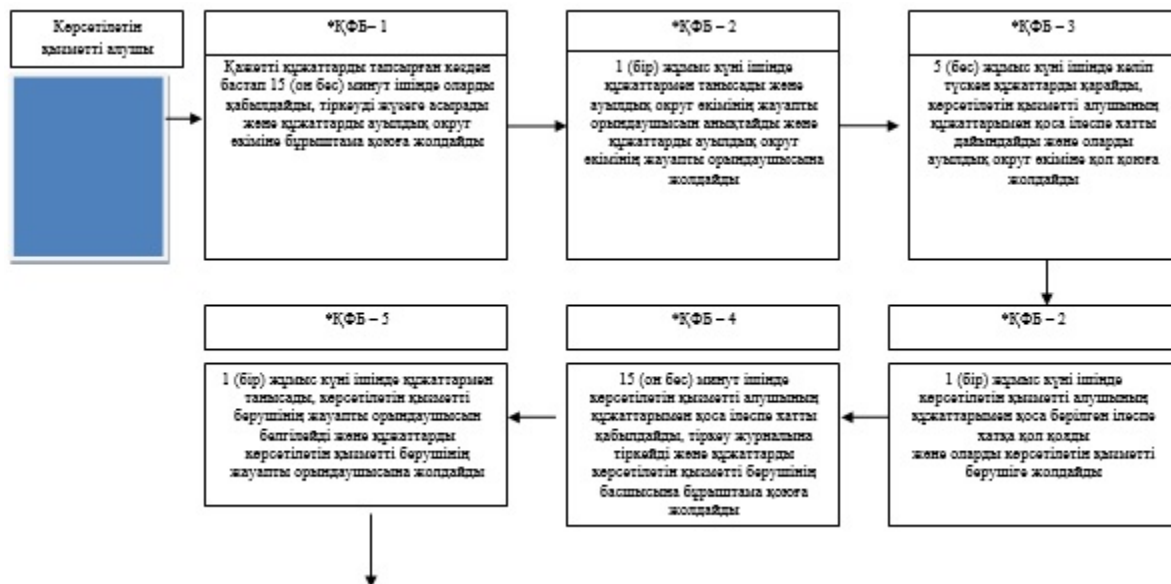 Көрсетілетін
қызметті алушы
*ҚФБ– 1
Қажетті құжаттарды тапсырған кезден
бастап 15 (он бес) минут ішінде оларды
қабылдайды, тіркеуді жүзеге асырады
және құжаттарды ауылдық округ
әкіміне бұрыштама қоюға жолдайды
*ҚФБ – 2
1 (бір) жұмыс күні ішінде
құжаттармен танысады және
ауылдық округ әкімінің жауапты
орындаушысын анықтайды және
құжаттарды ауылдық округ
әкімінің жауапты орындаушысына
жолдайды
*ҚФБ – 3
5 (бес) жұмыс күні ішінде келіп
түскен құжаттарды қарайды,
көрсетілетін қызметті алушының
құжаттарымен қоса ілеспе хатты
дайындайды және оларды
ауылдық округ әкіміне қол қоюға
жолдайды
*ҚФБ – 5
1 (бір) жұмыс күні ішінде құжаттармен
танысады, көрсетілетін қызметті
берушінің жауапты орындаушысын
белгілейді және құжаттарды
көрсетілетін қызметті берушінің
жауапты орындаушысына жолдайды
*ҚФБ – 4
15 (он бес) минут ішінде
көрсетілетін қызметті алушының
құжаттарымен қоса ілеспе хатты
қабылдайды, тіркеу журналына
тіркейді және құжаттарды
көрсетілетін қызметті берушінің
басшысына бұрыштама қоюға
жолдайды
*ҚФБ – 2
1 (бір) жұмыс күні ішінде
көрсетілетін қызметті алушының
құжаттарымен қоса берілген ілеспе
хатқа қол қояды
және оларды көрсетілетін қызметті
берушіге жолдайды